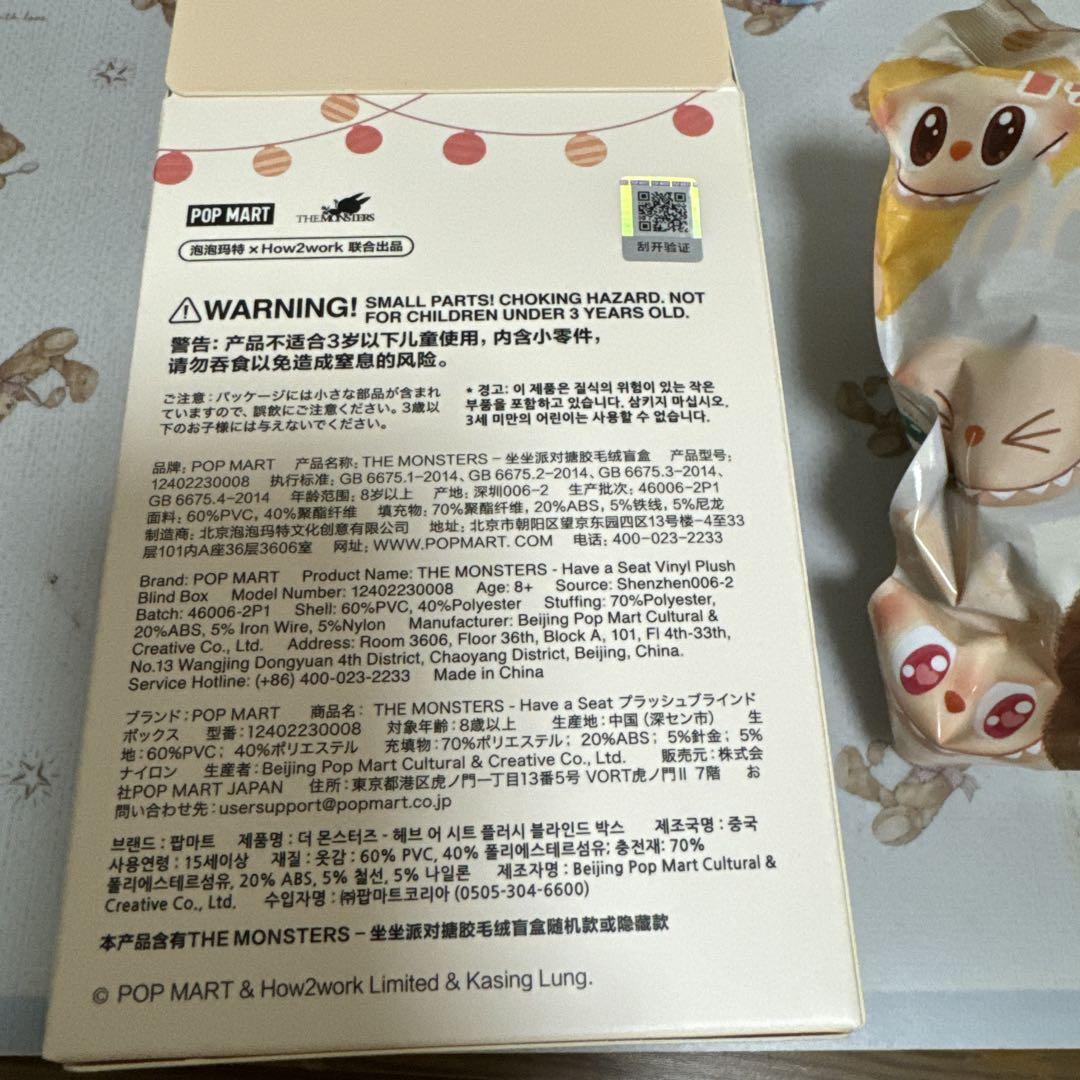 with love
POP MART THE MONSTERS
泡泡玛特×How2work 联合出品
POP MART POP MART POP MART
刮开验证
WARNING! SMALL PARTS! CHOKING HAZARD. NOT
FOR CHILDREN UNDER 3 YEARS OLD.
警告: 产品不适合3岁以下儿童使用，内含小零件，
请勿吞食以免造成窒息的风险。
ご注意：パッケージには小さな部品が含まれ
ていますので、誤飲にご注意ください。3歳以
下のお子様には与えないでください。
* 경고: 이 제품은 질식의 위험이 있는 작은
부품을 포함하고 있습니다. 삼키지 마십시오.
3세 미만의 어린이는 사용할 수 없습니다.
品牌: POP MART 产品名称: THE MONSTERS – 坐坐派对搪胶毛绒盲盒 产品型号:
12402230008 执行标准: GB 6675.1–2014、GB 6675.2–2014、GB 6675.3–2014、
GB 6675.4–2014 年龄范围: 8岁以上 产地: 深圳006-2 生产批次: 46006-2P1
面料: 60%PVC, 40%聚酯纤维 填充物: 70%聚酯纤维, 20%ABS, 5%铁线, 5%尼龙
制造商: 北京泡泡玛特文化创意有限公司 地址: 北京市朝阳区望京东园四区13号楼-4至33
层101内A座36层3606室 网址: WWW.POPMART. COM 电话: 400-023-2233
Brand: POP MART Product Name: THE MONSTERS - Have a Seat Vinyl Plush
Blind Box Model Number: 12402230008 Age: 8+ Source: Shenzhen006-2
Batch: 46006-2P1 Shell: 60%PVC, 40%Polyester Stuffing: 70%Polyester,
20%ABS, 5% Iron Wire, 5%Nylon Manufacturer: Beijing Pop Mart Cultural &
Creative Co., Ltd. Address: Room 3606, Floor 36th, Block A, 101, Fl 4th-33th,
No.13 Wangjing Dongyuan 4th District, Chaoyang District, Beijing, China.
Service Hotline: (+86) 400-023-2233 Made in China
ブランド: POP MART 商品名: THE MONSTERS - Have a Seat プラッシュブラインド
ボックス 型番: 12402230008 対象年齢: 8歳以上 生産地: 中国（深セン市） 生
地: 60%PVC; 40%ポリエステル 充填物: 70%ポリエステル; 20%ABS; 5%針金; 5%
ナイロン 生産者: Beijing Pop Mart Cultural & Creative Co., Ltd. 販売元: 株式会
社POP MART JAPAN 住所: 東京都港区虎ノ門一丁目13番5号 VORT虎ノ門Ⅱ 7階 お
問い合わせ先: usersupport@popmart.co.jp
브랜드 : 팝마트 제품명 : 더 몬스터즈 - 헤브 어 시트 플러시 블라인드 박스 제조국명 : 중국
사용연령 : 15세이상 재질 : 옷감 : 60% PVC, 40% 폴리에스테르섬유; 충전재: 70%
폴리에스테르섬유, 20% ABS, 5% 철선, 5% 나일론 제조자명 : Beijing Pop Mart Cultural &
Creative Co., Ltd. 수입자명 : ㈜팝마트코리아 (0505-304-6600)
本产品含有THE MONSTERS – 坐坐派对搪胶毛绒盲盒随机款或隐藏款
© POP MART & How2work Limited & Kasing Lung.